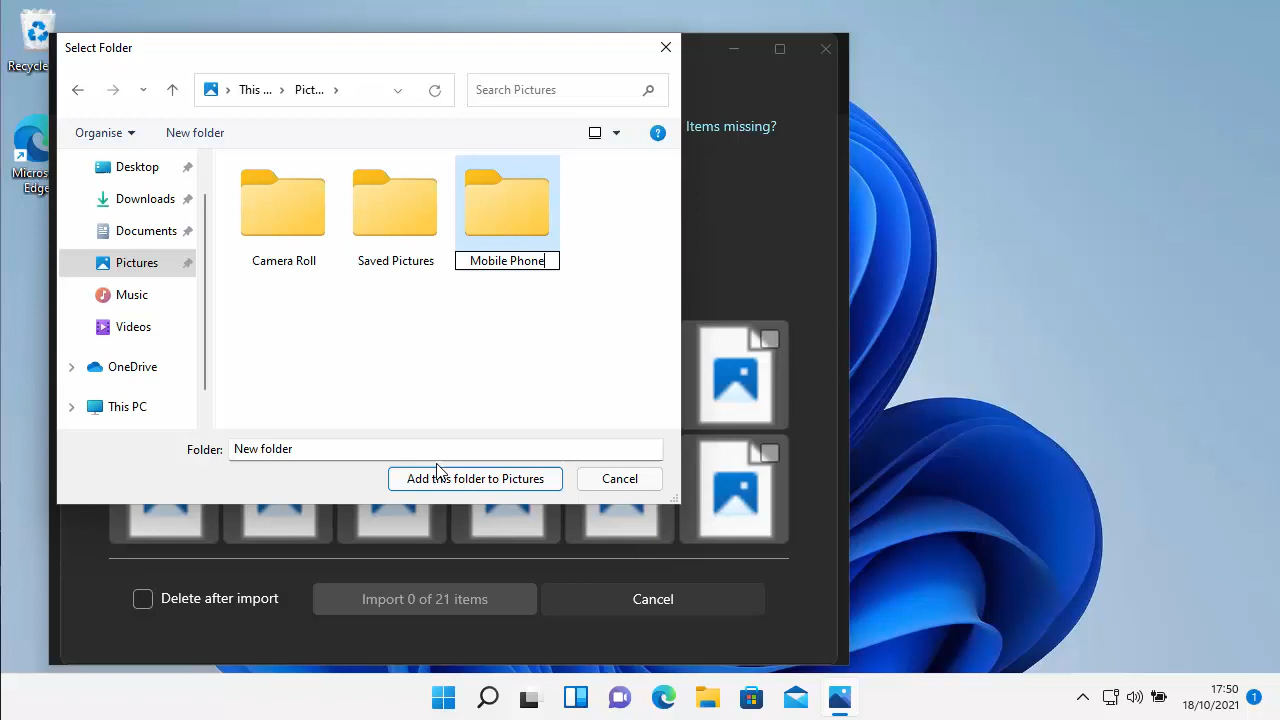 Recycle
Microso
Edge
Select Folder
This ...
Pict...
Search Pictures
Organise
New folder
Items missing?
Desktop
Downloads
Documents
Pictures
Music
Videos
OneDrive
This PC
Camera Roll
Saved Pictures
Mobile Phone
Folder:
New folder
Add this folder to Pictures
Cancel
Delete after import
Import 0 of 21 items
Cancel
17:50
18/10/2021
1